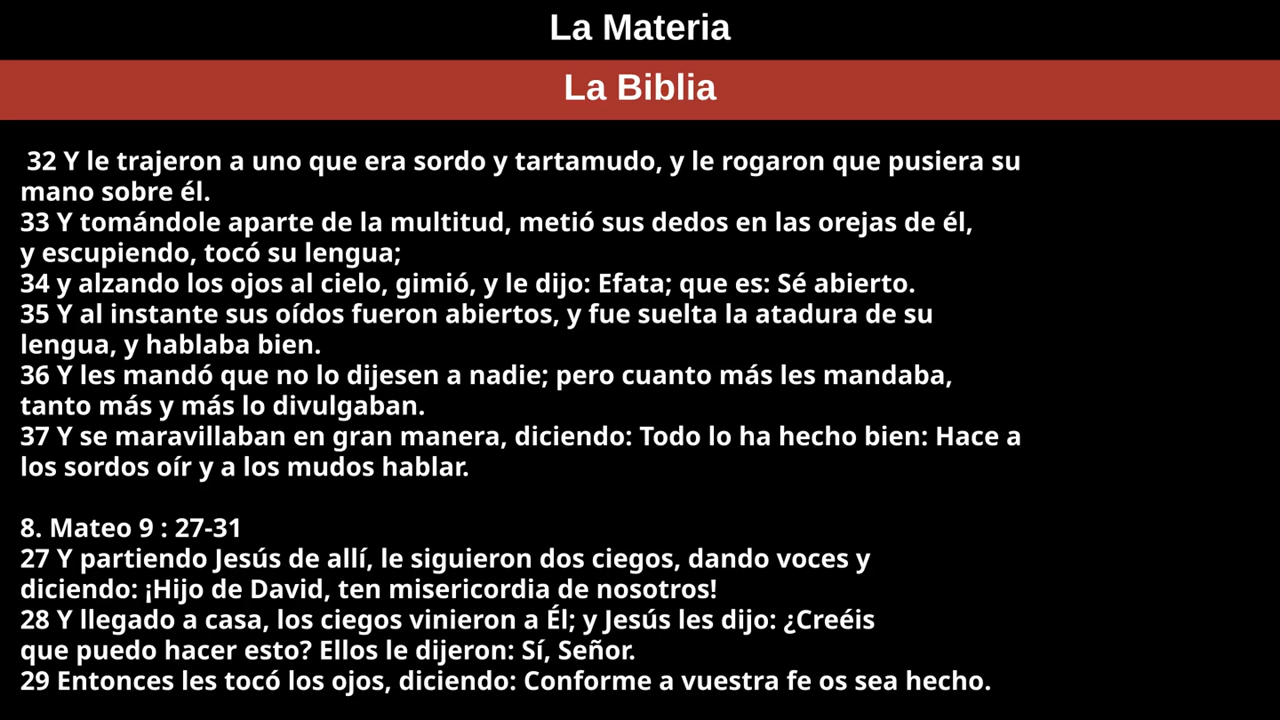 La Materia
La Biblia
32 Y le trajeron a uno que era sordo y tartamudo, y le rogaron que pusiera su
mano sobre él.
33 Y tomándole aparte de la multitud, metió sus dedos en las orejas de él,
y escupiendo, tocó su lengua;
34 y alzando los ojos al cielo, gimió, y le dijo: Efata; que es: Sé abierto.
35 Y al instante sus oídos fueron abiertos, y fue suelta la atadura de su
lengua, y hablaba bien.
36 Y les mandó que no lo dijesen a nadie; pero cuanto más les mandaba,
tanto más y más lo divulgaban.
37 Y se maravillaban en gran manera, diciendo: Todo lo ha hecho bien: Hace a
los sordos oír y a los mudos hablar.
8. Mateo 9 : 27-31
27 Y partiendo Jesús de allí, le siguieron dos ciegos, dando voces y
diciendo: ¡Hijo de David, ten misericordia de nosotros!
28 Y llegado a casa, los ciegos vinieron a Él; y Jesús les dijo: ¿Creéis
que puedo hacer esto? Ellos le dijeron: Sí, Señor.
29 Entonces les tocó los ojos, diciendo: Conforme a vuestra fe os sea hecho.